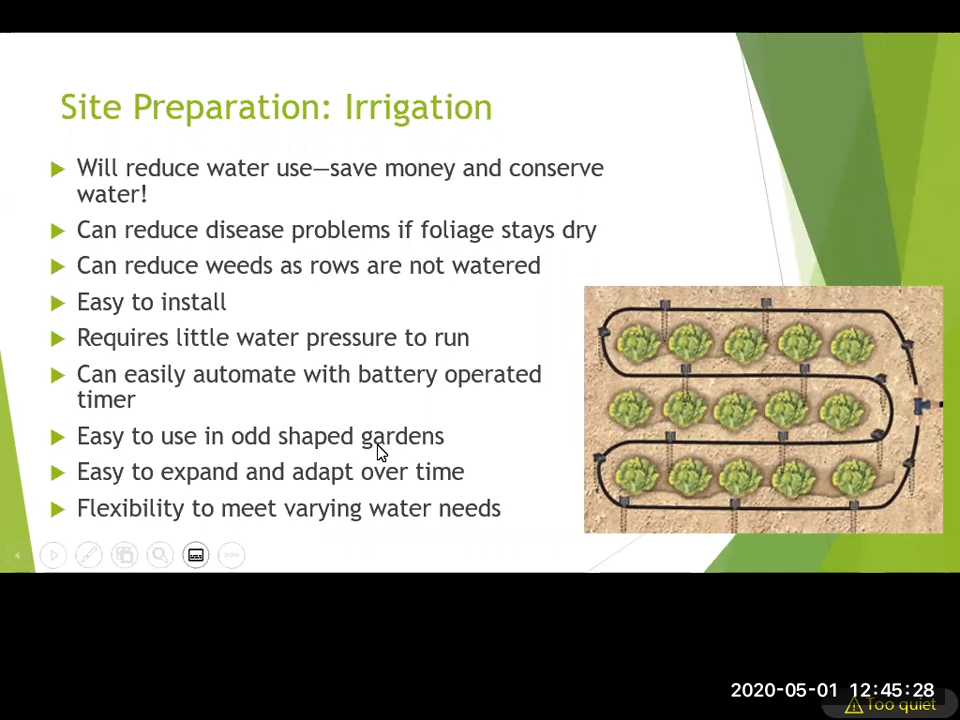 Site Preparation: Irrigation
Will reduce water use—save money and conserve
water!
Can reduce disease problems if foliage stays dry
Can reduce weeds as rows are not watered
Easy to install
Requires little water pressure to run
Can easily automate with battery operated
timer
Easy to use in odd shaped gardens
Easy to expand and adapt over time
Flexibility to meet varying water needs
2020-05-01 12:45:28
Too quiet